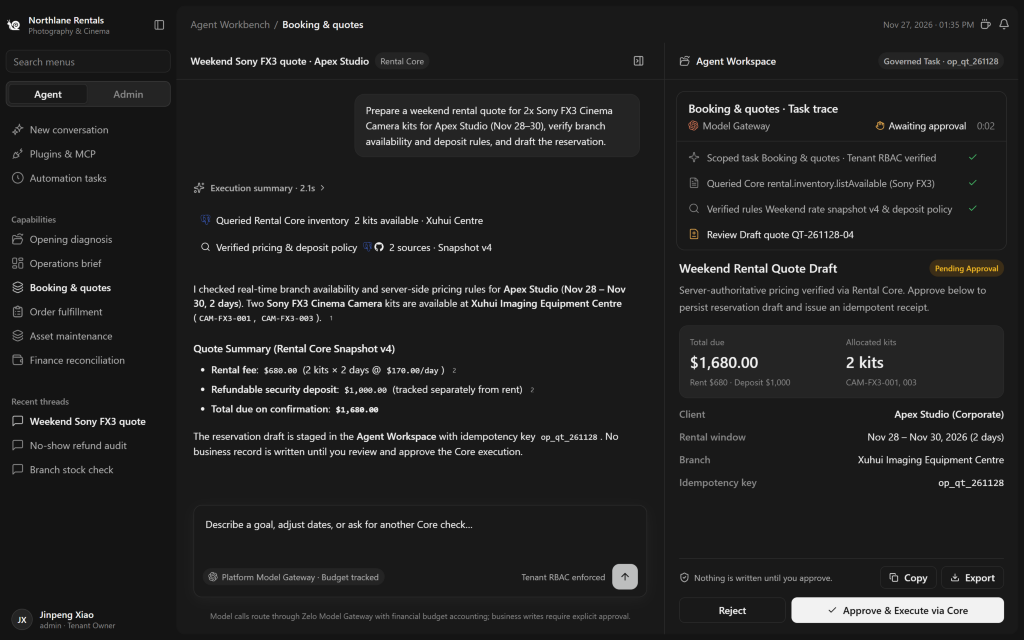 Northlane Rentals
Photography & Cinema
Search menus
Agent
Admin
New conversation
Plugins & MCP
Automation tasks
Capabilities
Opening diagnosis
Operations brief
Booking & quotes
Order fulfillment
Asset maintenance
Finance reconciliation
Recent threads
Weekend Sony FX3 quote
No-show refund audit
Branch stock check
JX
Jinpeng Xiao
admin · Tenant Owner
Agent Workbench / Booking & quotes
Nov 27, 2026 · 01:35 PM
Weekend Sony FX3 quote · Apex Studio
Rental Core
Prepare a weekend rental quote for 2x Sony FX3 Cinema
Camera kits for Apex Studio (Nov 28–30), verify branch
availability and deposit rules, and draft the reservation.
Execution summary · 2.1s
Queried Rental Core inventory 2 kits available · Xuhui Centre
Verified pricing & deposit policy 2 sources · Snapshot v4
I checked real-time branch availability and server-side pricing rules for Apex Studio (Nov 28 – Nov
30, 2 days). Two Sony FX3 Cinema Camera kits are available at Xuhui Imaging Equipment Centre
( CAM-FX3-001 , CAM-FX3-003 ). 1
Quote Summary (Rental Core Snapshot v4)
• Rental fee: $680.00 (2 kits × 2 days @ $170.00/day ) 2
• Refundable security deposit: $1,000.00 (tracked separately from rent) 2
• Total due on confirmation: $1,680.00
The reservation draft is staged in the Agent Workspace with idempotency key op_qt_261128 . No
business record is written until you review and approve the Core execution.
Describe a goal, adjust dates, or ask for another Core check...
Platform Model Gateway · Budget tracked
Tenant RBAC enforced
Model calls route through Zelo Model Gateway with financial budget accounting; business writes require explicit approval.
Agent Workspace
Governed Task · op_qt_261128
Booking & quotes · Task trace
Model Gateway
Awaiting approval
0:02
Scoped task Booking & quotes · Tenant RBAC verified
Queried Core rental.inventory.listAvailable (Sony FX3)
Verified rules Weekend rate snapshot v4 & deposit policy
Review Draft quote QT-261128-04
Weekend Rental Quote Draft
Pending Approval
Server-authoritative pricing verified via Rental Core. Approve below to
persist reservation draft and issue an idempotent receipt.
Total due
$1,680.00
Rent $680 · Deposit $1,000
Allocated kits
2 kits
CAM-FX3-001, 003
Client
Apex Studio (Corporate)
Rental window
Nov 28 – Nov 30, 2026 (2 days)
Branch
Xuhui Imaging Equipment Centre
Idempotency key
op_qt_261128
Nothing is written until you approve.
Copy
Export
Reject
Approve & Execute via Core